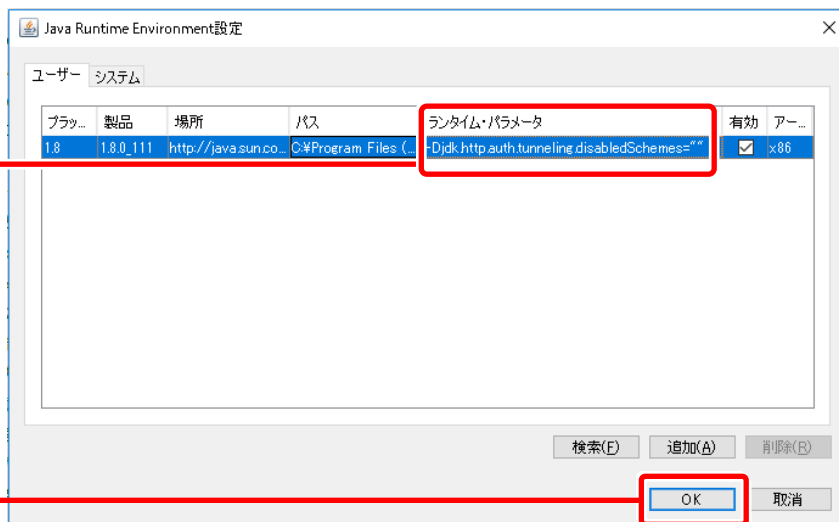 Java Runtime Environment設定
ユーザー システム
プラッ... 製品 場所 パス ランタイム・パラメータ 有効 アー...
1.8 1.8.0_111 http://java.sun.co... C:¥Program Files (... -Djdk.http.auth.tunneling.disabledSchemes="" x86
検索(F) 追加(A) 削除(R)
OK 取消